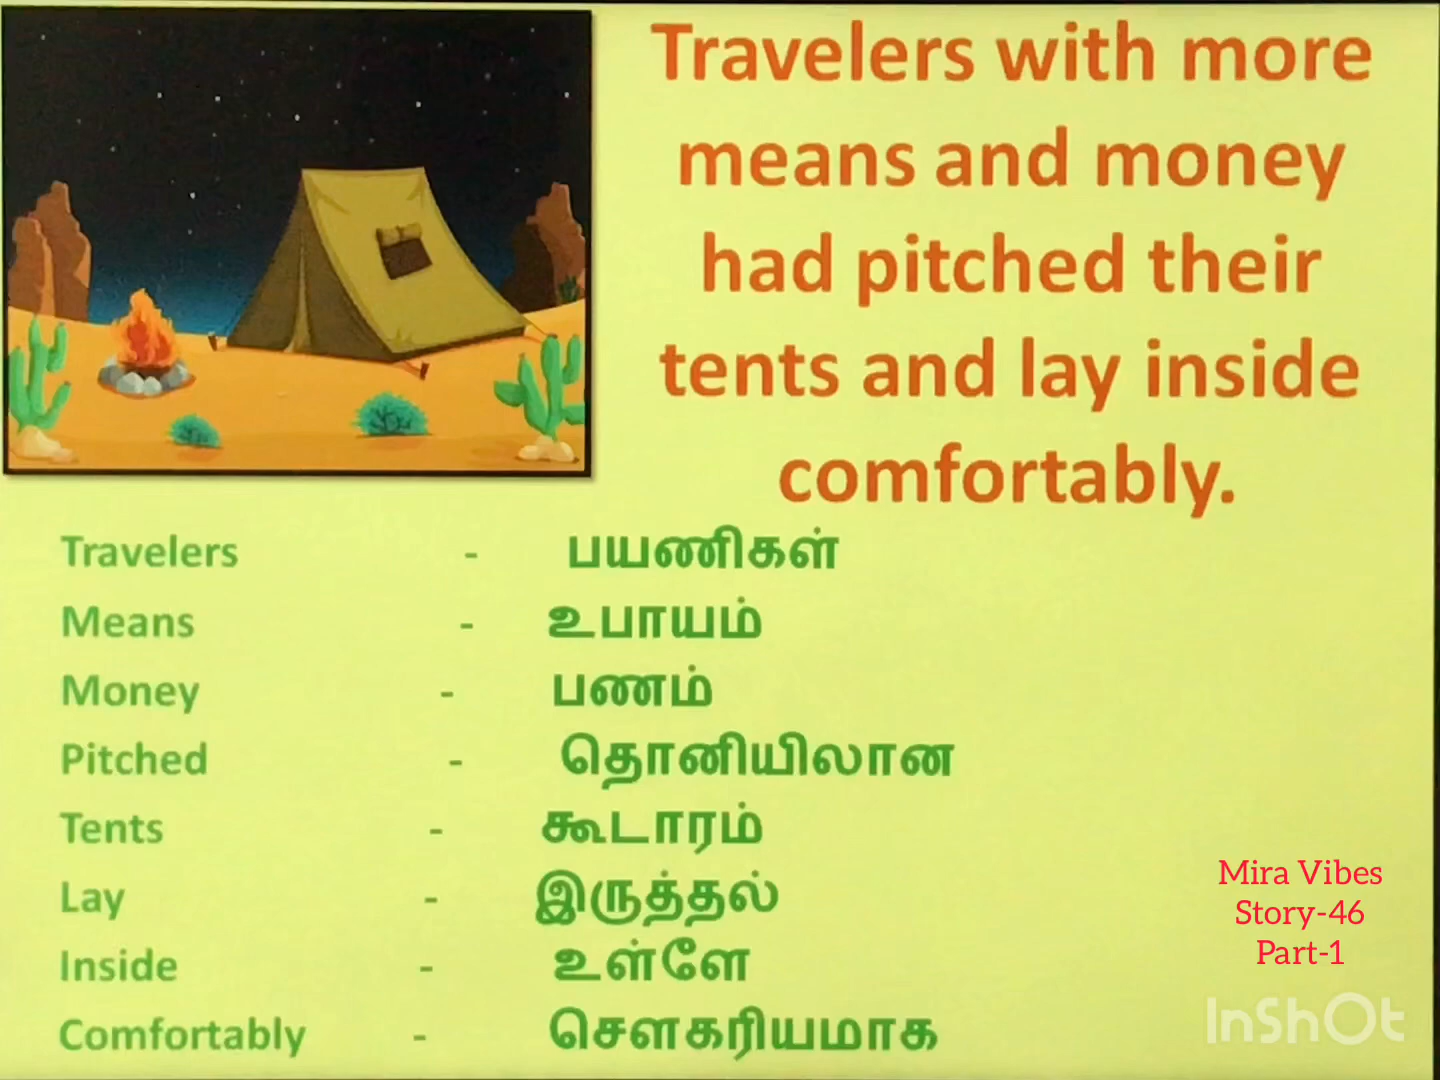 Travelers with more
means and money
had pitched their
tents and lay inside
comfortably.
Travelers - பயணிகள்
Means - உபாயம்
Money - பணம்
Pitched - தொனியிலான
Tents - கூடாரம்
Lay - இருத்தல்
Inside - உள்ளே
Comfortably - சௌகரியமாக
Mira Vibes
Story-46
Part-1
InShOt